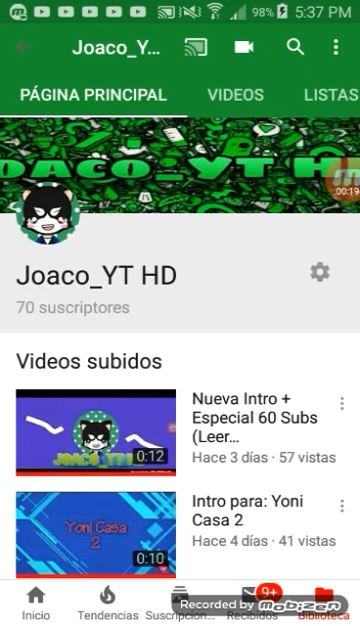 98% 5:37 PM
Joaco_Y...
PÁGINA PRINCIPAL VIDEOS LISTAS
OACO_YT H
00:19
Joaco_YT HD
70 suscriptores
Videos subidos
Nueva Intro +
Especial 60 Subs
(Leer...
0:12
Hace 3 días · 57 vistas
Intro para: Yoni
Casa 2
Yoni Casa
2
0:10
Hace 4 días · 41 vistas
9+
Inicio Tendencias Suscripcion... Recibidos Biblioteca
Recorded by mobizen